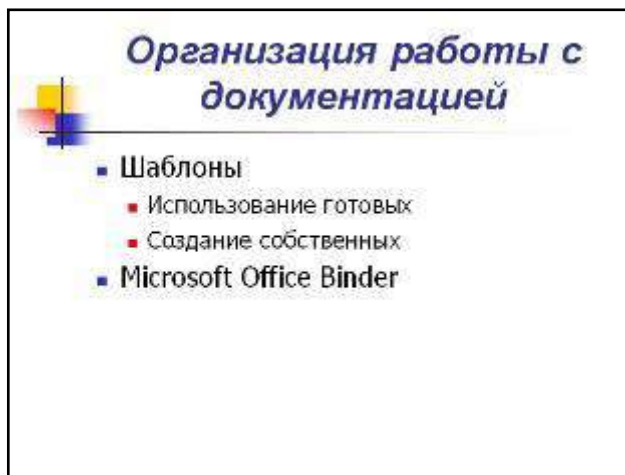 Организация работы с
документацией
Шаблоны
Использование готовых
Создание собственных
Microsoft Office Binder